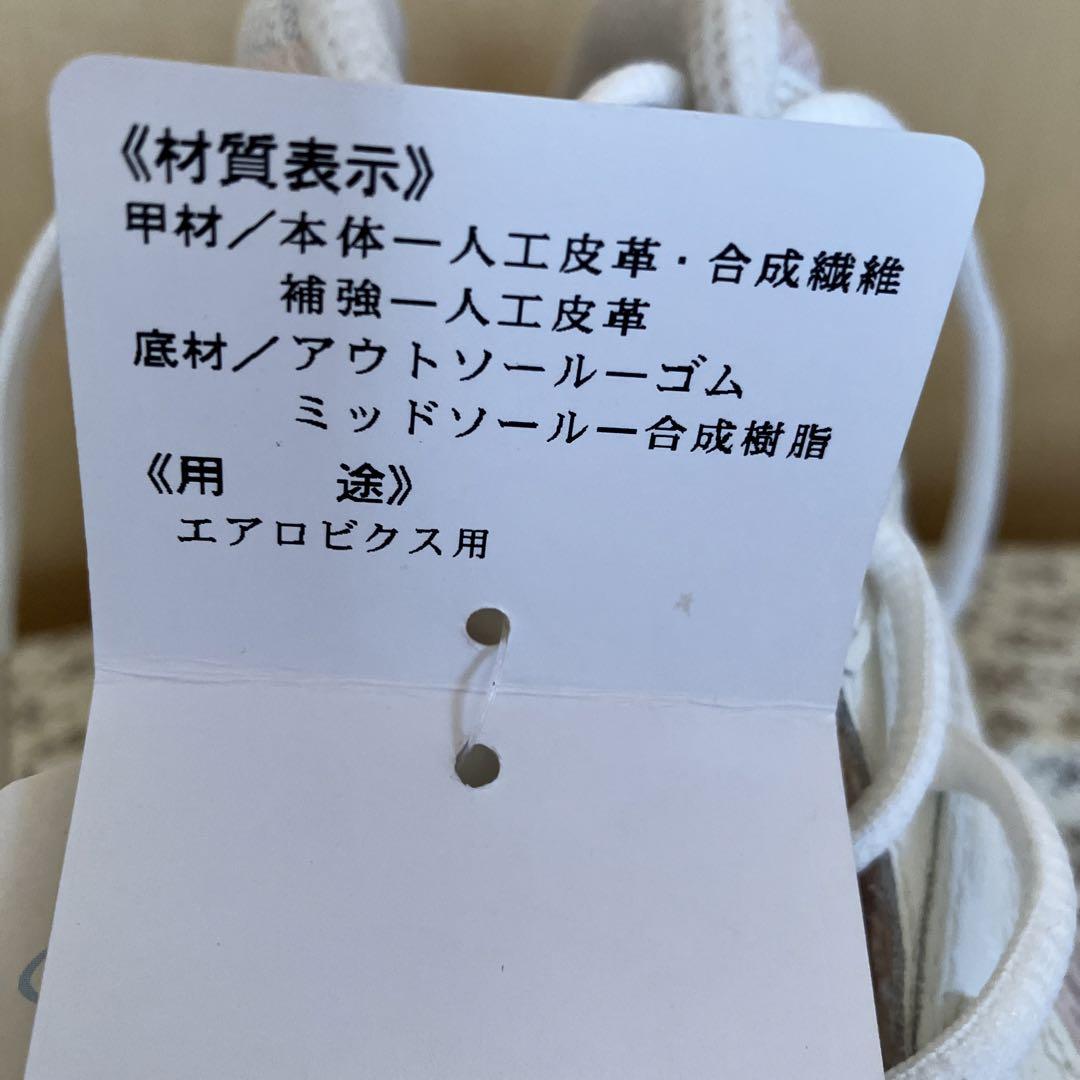 《材質表示》
甲材／本体ー人工皮革・合成繊維
補強ー人工皮革
底材／アウトソールーゴム
ミッドソールー合成樹脂
《用　　途》
エアロビクス用